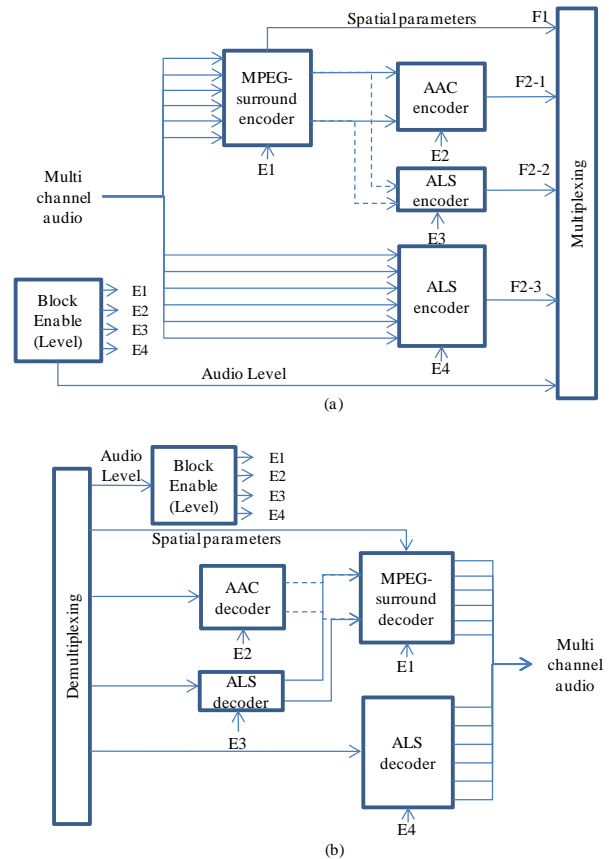 Spatial parameters
F1
MPEG-
surround
encoder
E1
AAC
encoder
E2
F2-1
ALS
encoder
E3
F2-2
Multi
channel
audio
ALS
encoder
E4
F2-3
Multiplexing
Block
Enable
(Level)
E1
E2
E3
E4
Audio Level
(a)
Audio
Level
Block
Enable
(Level)
E1
E2
E3
E4
Spatial parameters
Demultiplexing
AAC
decoder
E2
MPEG-
surround
decoder
E1
ALS
decoder
E3
Multi
channel
audio
ALS
decoder
E4
(b)